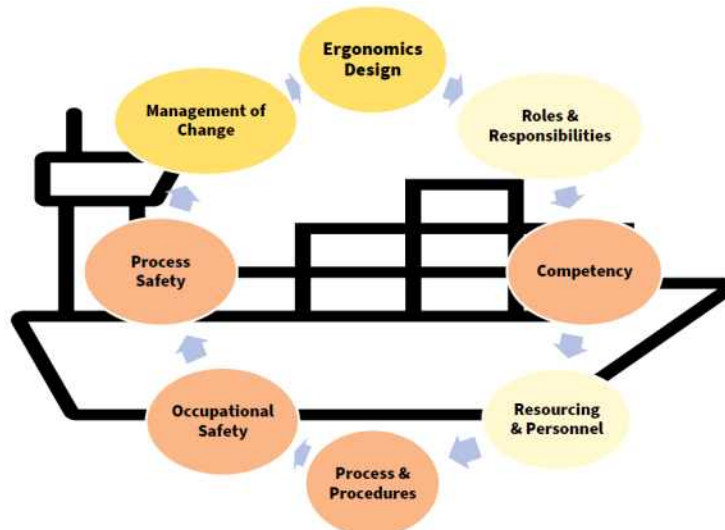 Ergonomics
Design
Roles &
Responsibilities
Competency
Resourcing
& Personnel
Process &
Procedures
Occupational
Safety
Process
Safety
Management of
Change